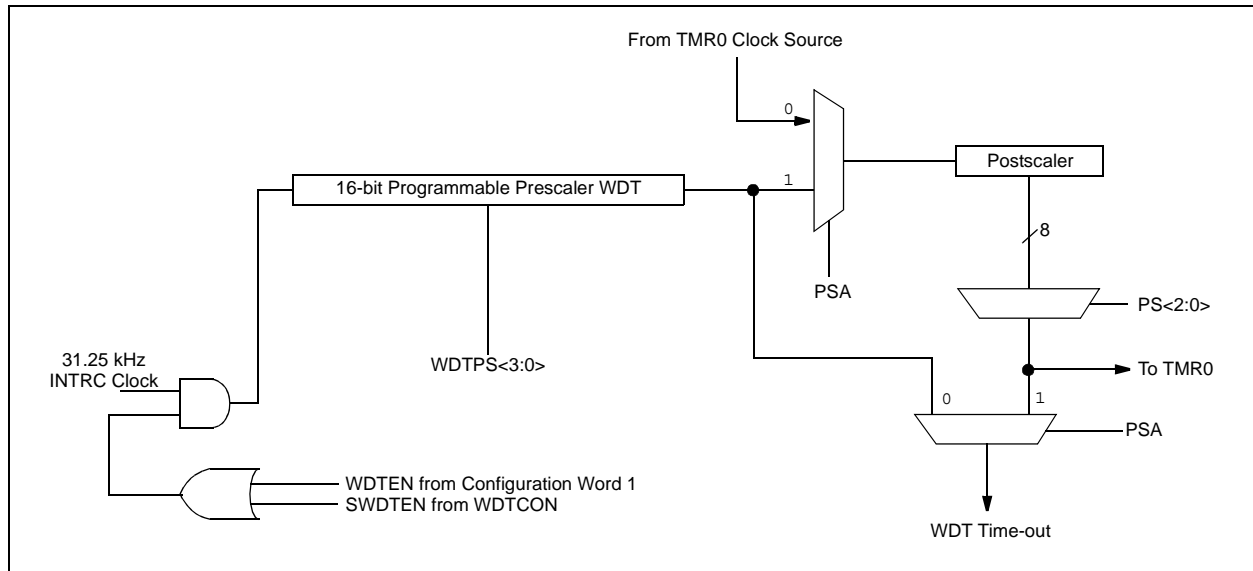 From TMR0 Clock Source
0
Postscaler
16-bit Programmable Prescaler WDT
1
8
PSA
PS<2:0>
31.25 kHz
INTRC Clock
WDTPS<3:0>
To TMR0
0
1
PSA
WDTEN from Configuration Word 1
SWDTEN from WDTCON
WDT Time-out